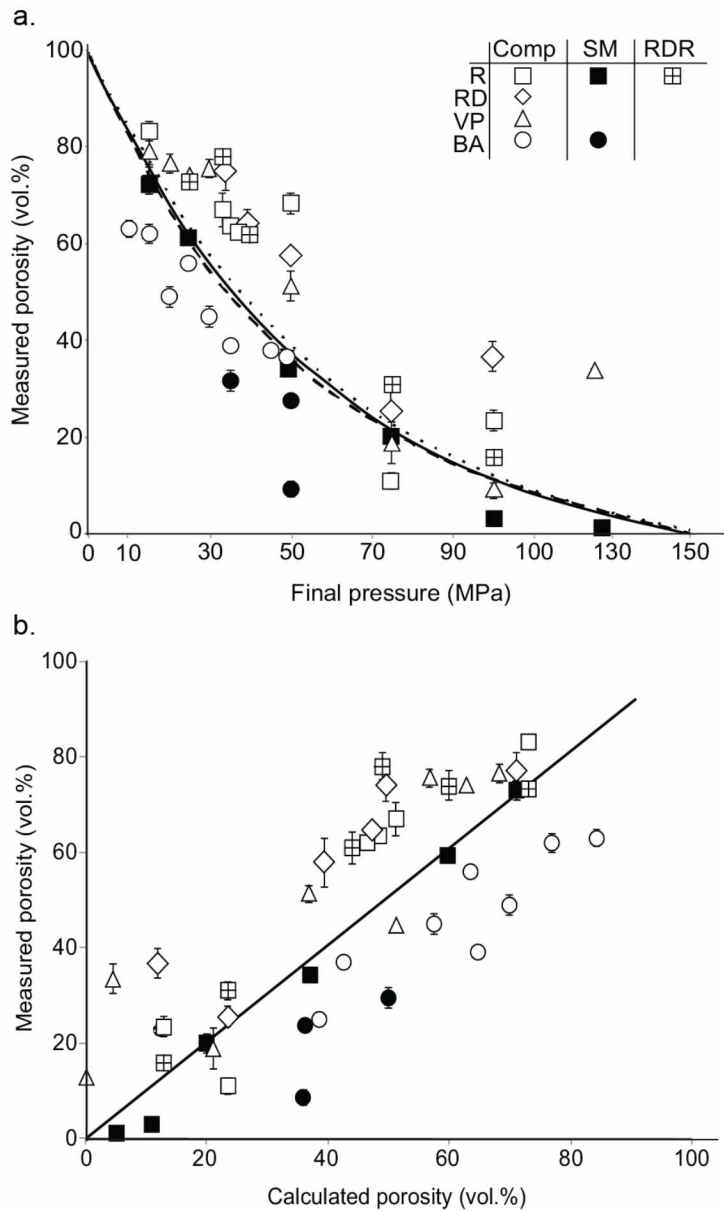 a.
Comp SM RDR
R
RD
VP
BA
100
80
60
40
20
0
Measured porosity (vol.%)
0 10 30 50 75 90 100 130 150
Final pressure (MPa)
b.
100
80
60
40
20
0
Measured porosity (vol.%)
0 20 40 60 80 100
Calculated porosity (vol.%)